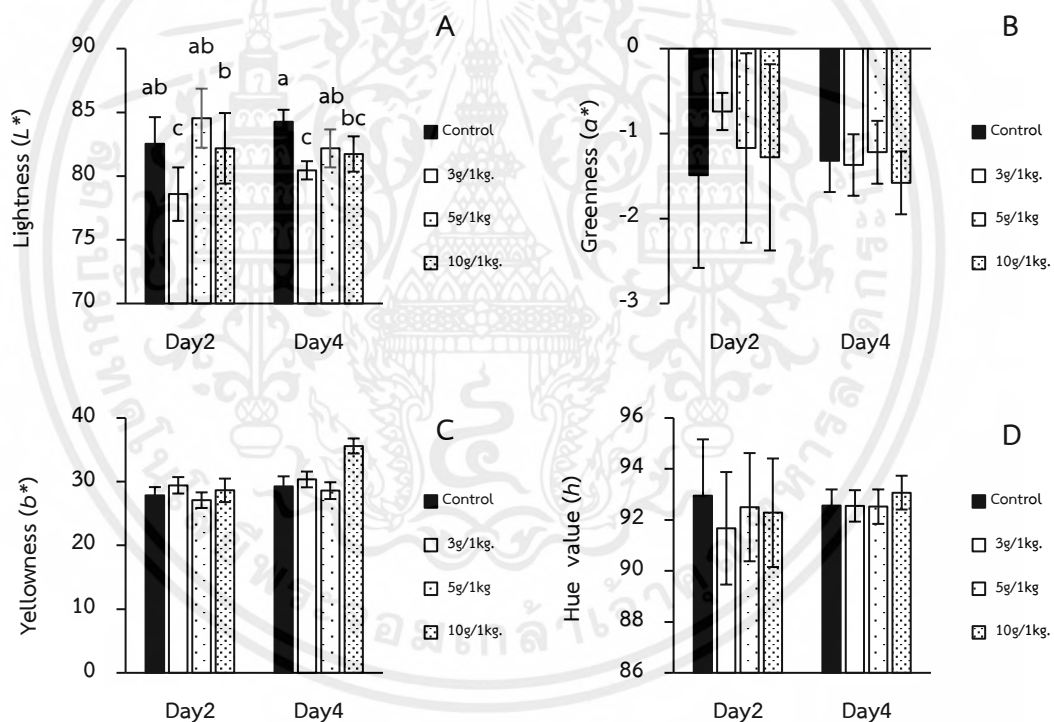 A
Lightness (L*)
90
85
80
75
70
ab
c
ab
b
a
c
ab
bc
Day2
Day4
Control
3g/1kg.
5g/1kg
10g/1kg.
B
Greenness (a*)
0
-1
-2
-3
Day2
Day4
Control
3g/1kg.
5g/1kg
10g/1kg.
C
Yellowness (b*)
40
30
20
10
0
Day2
Day4
Control
3g/1kg.
5g/1kg
10g/1kg.
D
Hue value (h)
96
94
92
90
88
86
Day2
Day4
Control
3g/1kg.
5g/1kg
10g/1kg.